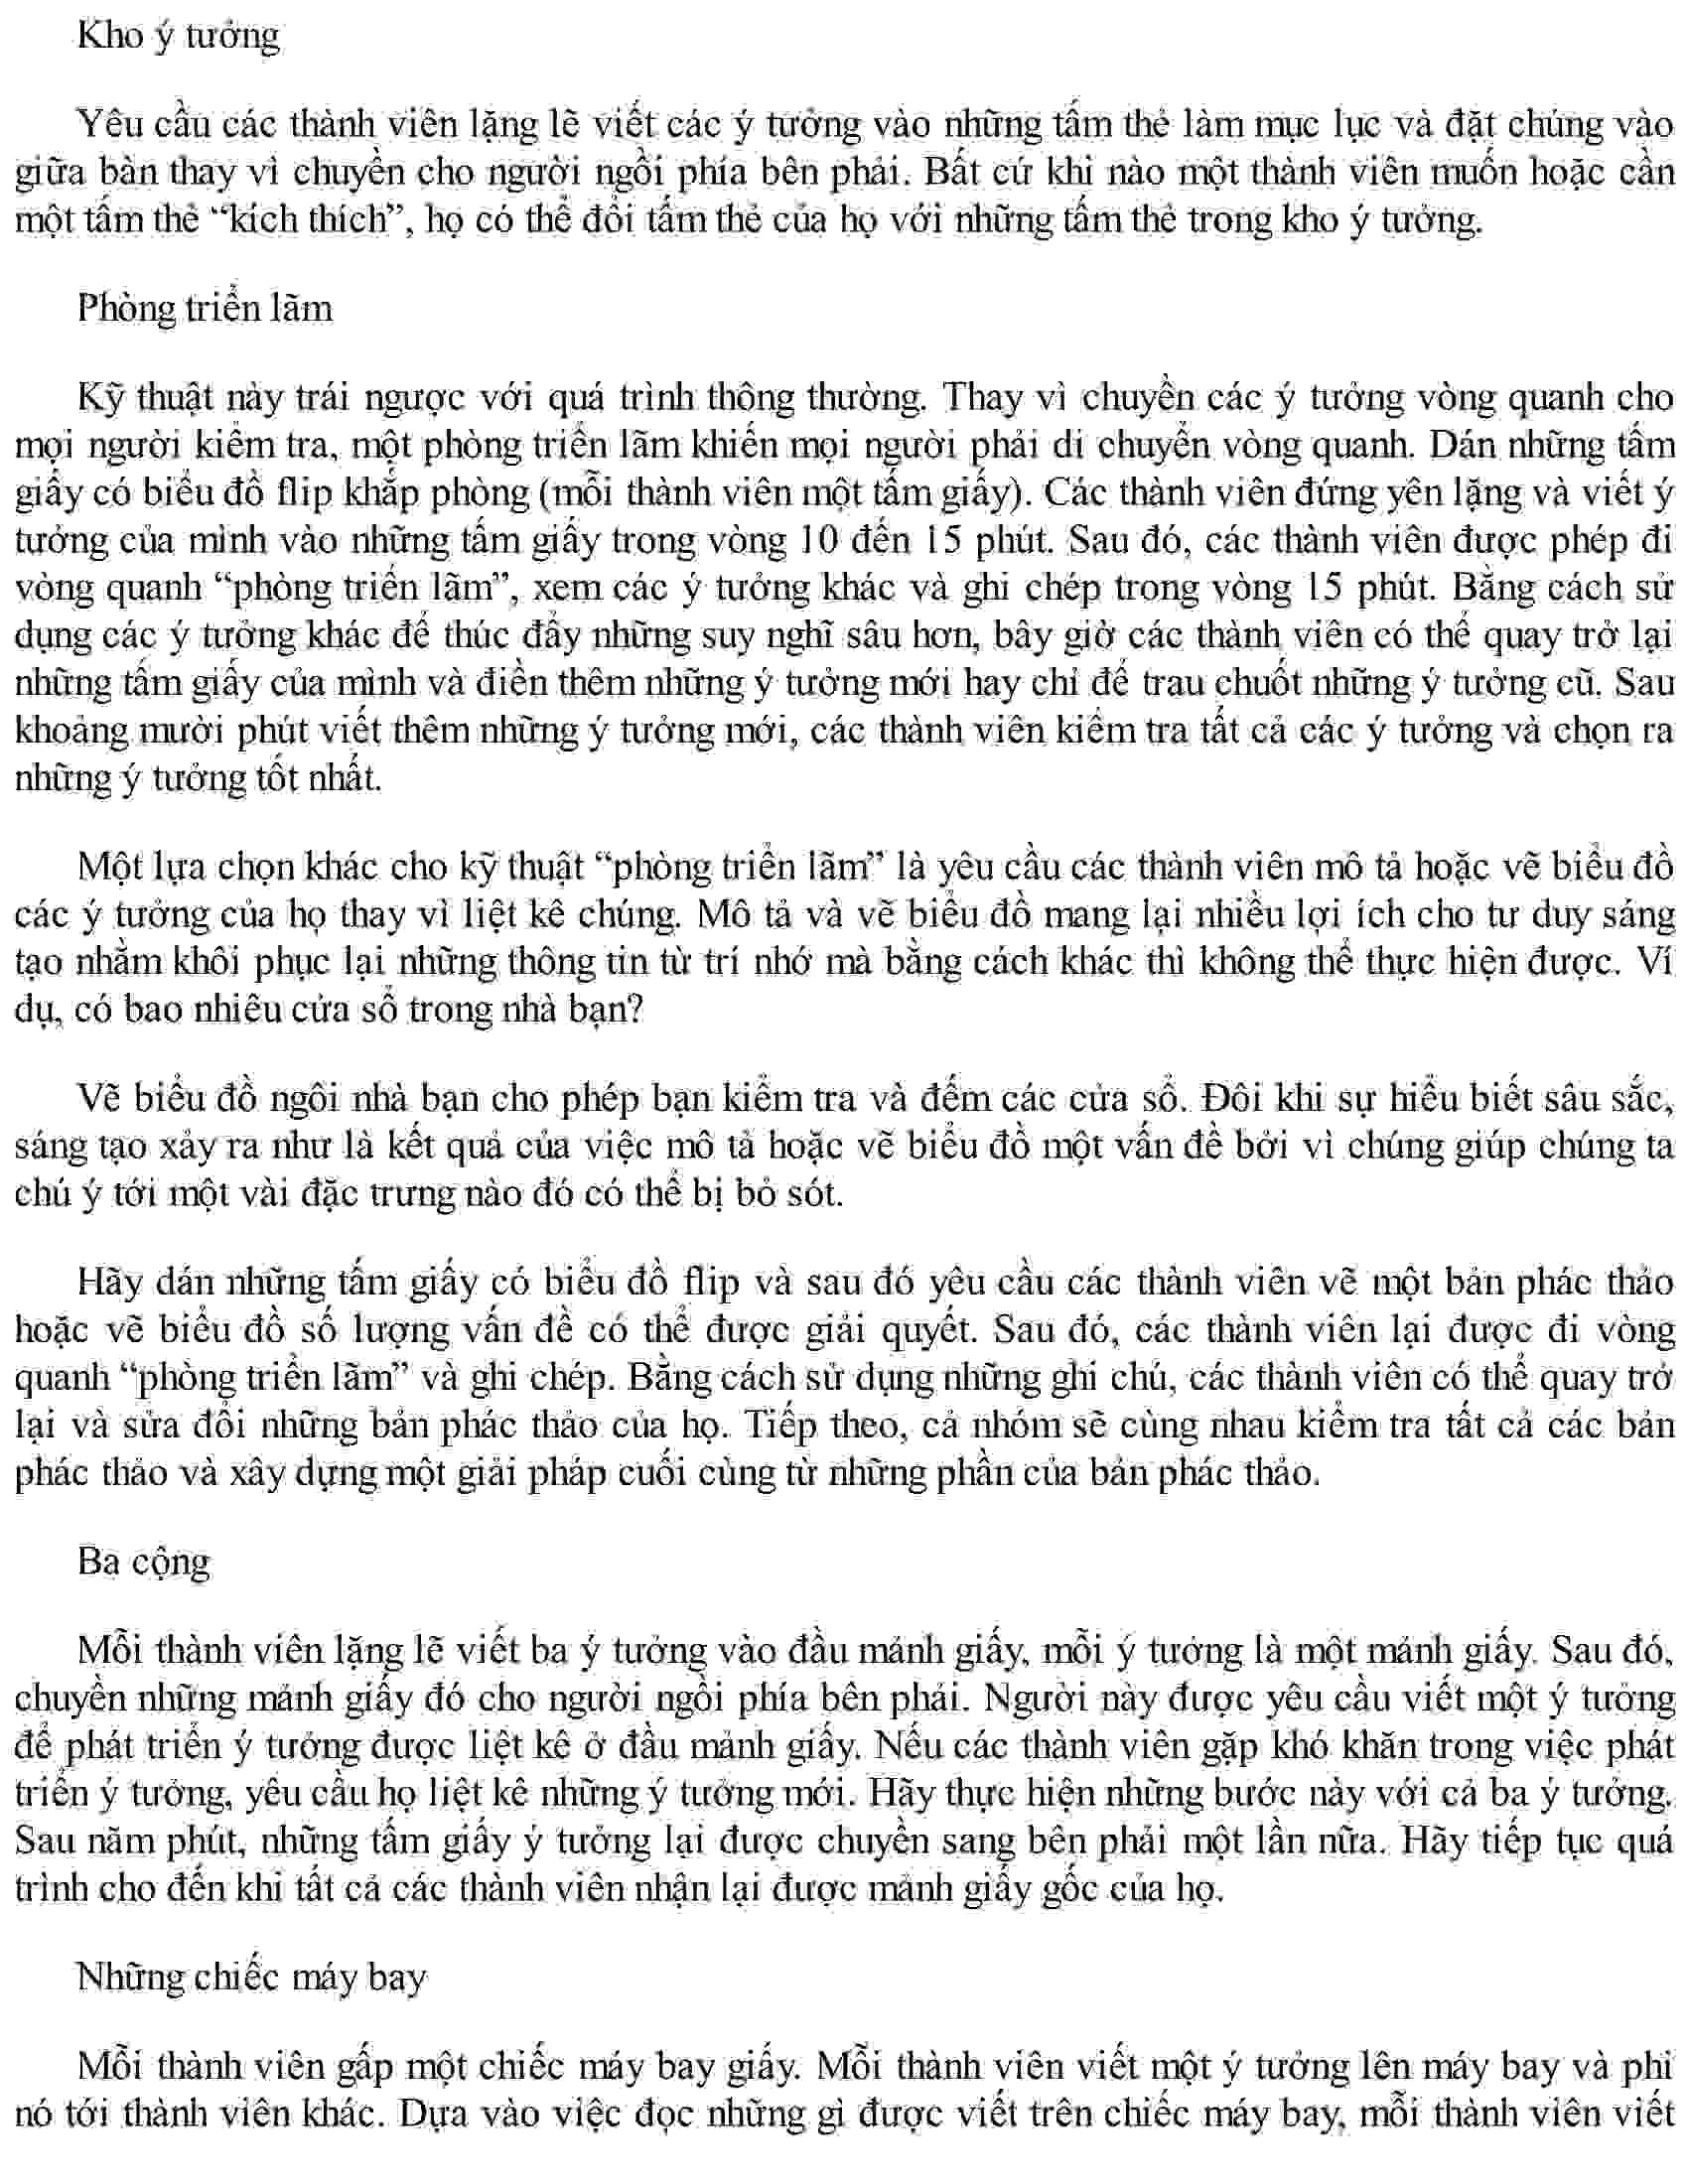 Kho ý tưởng
Yêu cầu các thành viên lặng lẽ viết các ý tưởng vào những tấm thẻ làm mục lục và đặt chúng vào
giữa bàn thay vì chuyền cho người ngồi phía bên phải. Bất cứ khi nào một thành viên muốn hoặc cần
một tấm thẻ “kích thích”, họ có thể đổi tấm thẻ của họ với những tấm thẻ trong kho ý tưởng.
Phòng triển lãm
Kỹ thuật này trái ngược với quá trình thông thường. Thay vì chuyền các ý tưởng vòng quanh cho
mọi người kiểm tra, một phòng triển lãm khiến mọi người phải di chuyển vòng quanh. Dán những tấm
giấy có biểu đồ flip khắp phòng (mỗi thành viên một tấm giấy). Các thành viên đứng yên lặng và viết ý
tưởng của mình vào những tấm giấy trong vòng 10 đến 15 phút. Sau đó, các thành viên được phép đi
vòng quanh “phòng triển lãm”, xem các ý tưởng khác và ghi chép trong vòng 15 phút. Bằng cách sử
dụng các ý tưởng khác để thúc đẩy những suy nghĩ sâu hơn, bây giờ các thành viên có thể quay trở lại
những tấm giấy của mình và điền thêm những ý tưởng mới hay chỉ để trau chuốt những ý tưởng cũ. Sau
khoảng mười phút viết thêm những ý tưởng mới, các thành viên kiểm tra tất cả các ý tưởng và chọn ra
những ý tưởng tốt nhất.
Một lựa chọn khác cho kỹ thuật “phòng triển lãm” là yêu cầu các thành viên mô tả hoặc vẽ biểu đồ
các ý tưởng của họ thay vì liệt kê chúng. Mô tả và vẽ biểu đồ mang lại nhiều lợi ích cho tư duy sáng
tạo nhằm khôi phục lại những thông tin từ trí nhớ mà bằng cách khác thì không thể thực hiện được. Ví
dụ, có bao nhiêu cửa sổ trong nhà bạn?
Vẽ biểu đồ ngôi nhà bạn cho phép bạn kiểm tra và đếm các cửa sổ. Đôi khi sự hiểu biết sâu sắc,
sáng tạo xảy ra như là kết quả của việc mô tả hoặc vẽ biểu đồ một vấn đề bởi vì chúng giúp chúng ta
chú ý tới một vài đặc trưng nào đó có thể bị bỏ sót.
Hãy dán những tấm giấy có biểu đồ flip và sau đó yêu cầu các thành viên vẽ một bản phác thảo
hoặc vẽ biểu đồ số lượng vấn đề có thể được giải quyết. Sau đó, các thành viên lại được đi vòng
quanh “phòng triển lãm” và ghi chép. Bằng cách sử dụng những ghi chú, các thành viên có thể quay trở
lại và sửa đổi những bản phác thảo của họ. Tiếp theo, cả nhóm sẽ cùng nhau kiểm tra tất cả các bản
phác thảo và xây dựng một giải pháp cuối cùng từ những phần của bản phác thảo.
Ba cộng
Mỗi thành viên lặng lẽ viết ba ý tưởng vào đầu mảnh giấy, mỗi ý tưởng là một mảnh giấy. Sau đó,
chuyền những mảnh giấy đó cho người ngồi phía bên phải. Người này được yêu cầu viết một ý tưởng
để phát triển ý tưởng được liệt kê ở đầu mảnh giấy. Nếu các thành viên gặp khó khăn trong việc phát
triển ý tưởng, yêu cầu họ liệt kê những ý tưởng mới. Hãy thực hiện những bước này với cả ba ý tưởng.
Sau năm phút, những tấm giấy ý tưởng lại được chuyền sang bên phải một lần nữa. Hãy tiếp tục quá
trình cho đến khi tất cả các thành viên nhận lại được mảnh giấy gốc của họ.
Những chiếc máy bay
Mỗi thành viên gấp một chiếc máy bay giấy. Mỗi thành viên viết một ý tưởng lên máy bay và phi
nó tới thành viên khác. Dựa vào việc đọc những gì được viết trên chiếc máy bay, mỗi thành viên viết